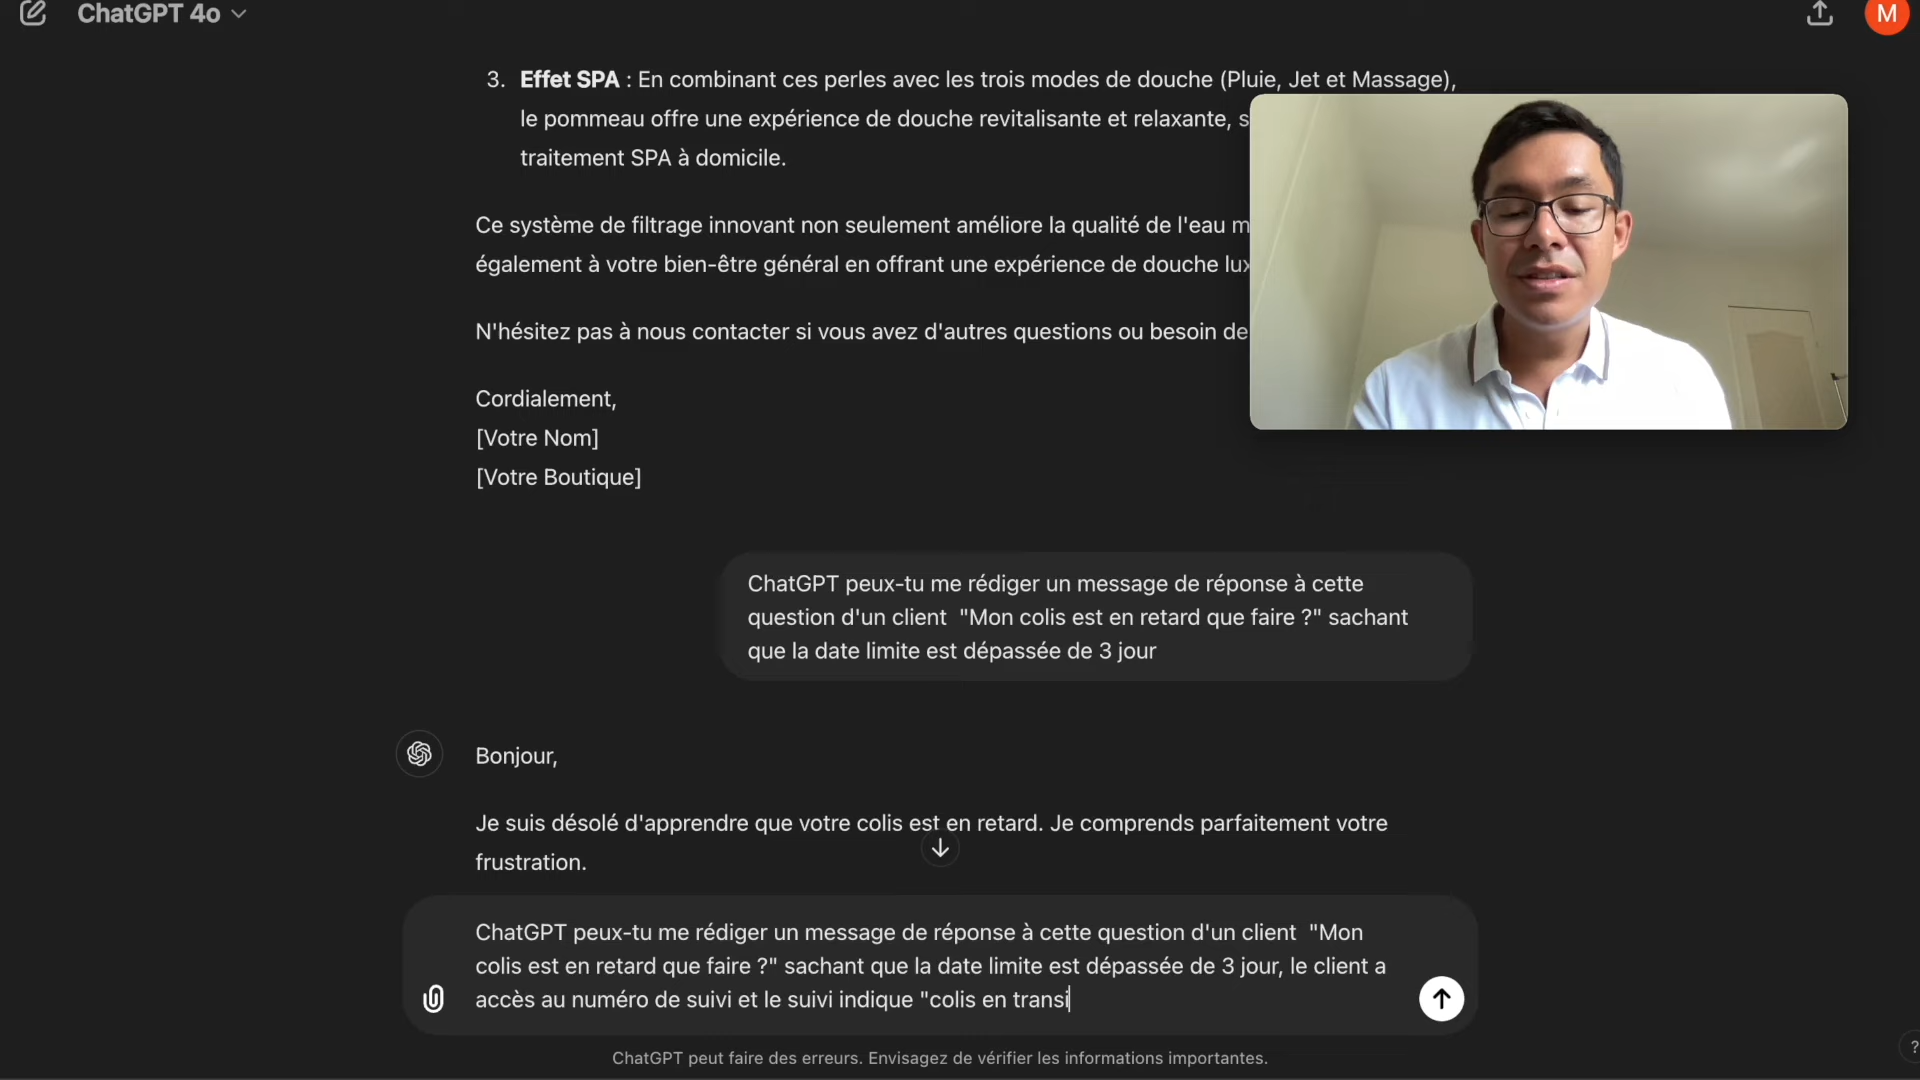 ChatGPT 4o
M
3. Effet SPA : En combinant ces perles avec les trois modes de douche (Pluie, Jet et Massage),
le pommeau offre une expérience de douche revitalisante et relaxante, s
traitement SPA à domicile.
Ce système de filtrage innovant non seulement améliore la qualité de l'eau m
également à votre bien-être général en offrant une expérience de douche lux
N'hésitez pas à nous contacter si vous avez d'autres questions ou besoin de
Cordialement,
[Votre Nom]
[Votre Boutique]
ChatGPT peux-tu me rédiger un message de réponse à cette
question d'un client "Mon colis est en retard que faire ?" sachant
que la date limite est dépassée de 3 jour
Bonjour,
Je suis désolé d'apprendre que votre colis est en retard. Je comprends parfaitement votre
frustration.
ChatGPT peux-tu me rédiger un message de réponse à cette question d'un client "Mon
colis est en retard que faire ?" sachant que la date limite est dépassée de 3 jour, le client a
accès au numéro de suivi et le suivi indique "colis en transi
ChatGPT peut faire des erreurs. Envisagez de vérifier les informations importantes.
?